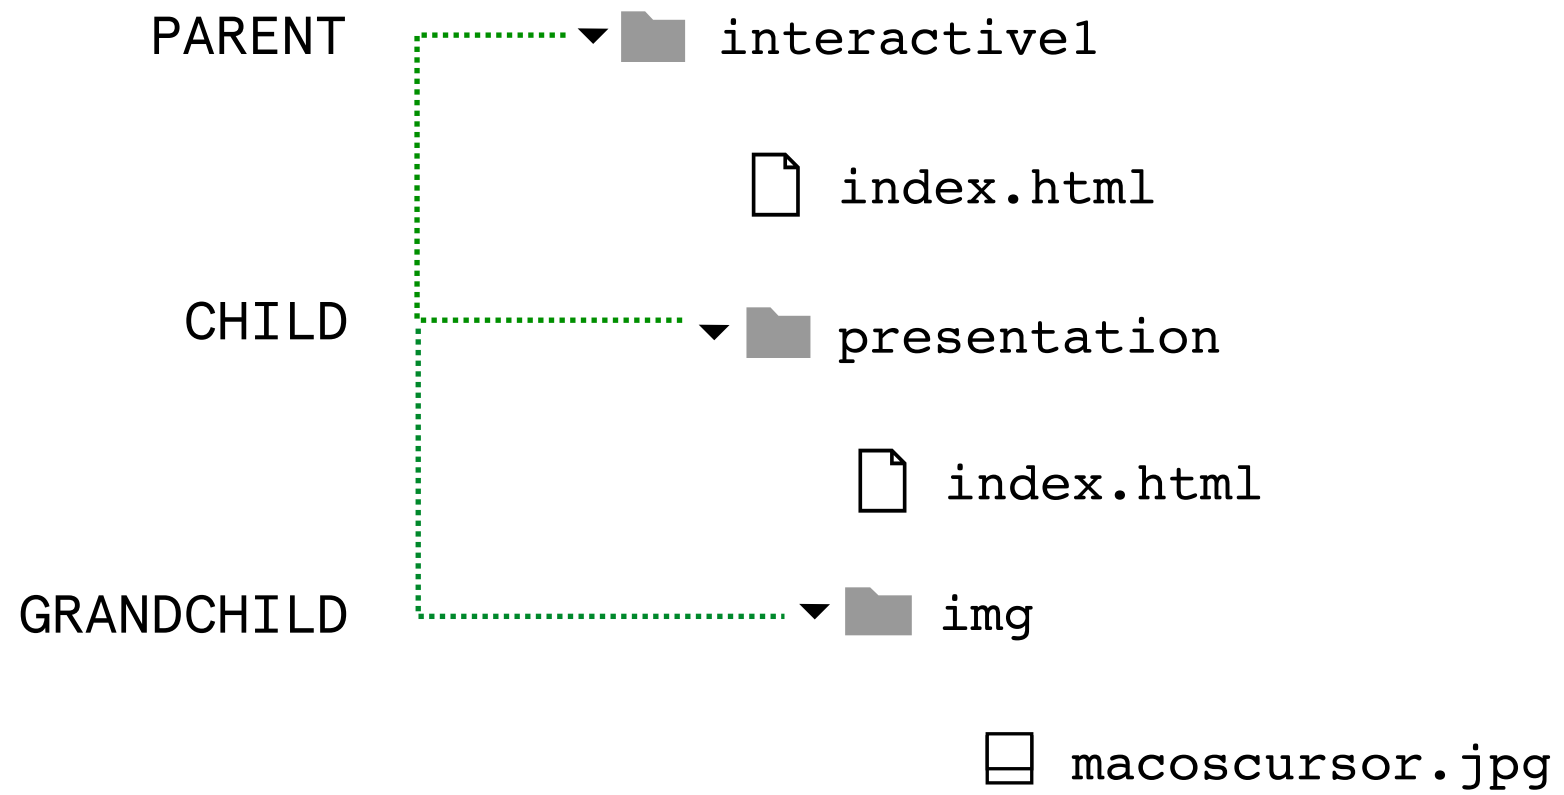 PARENT interactive1
index.html
CHILD presentation
index.html
GRANDCHILD img
macoscursor.jpg